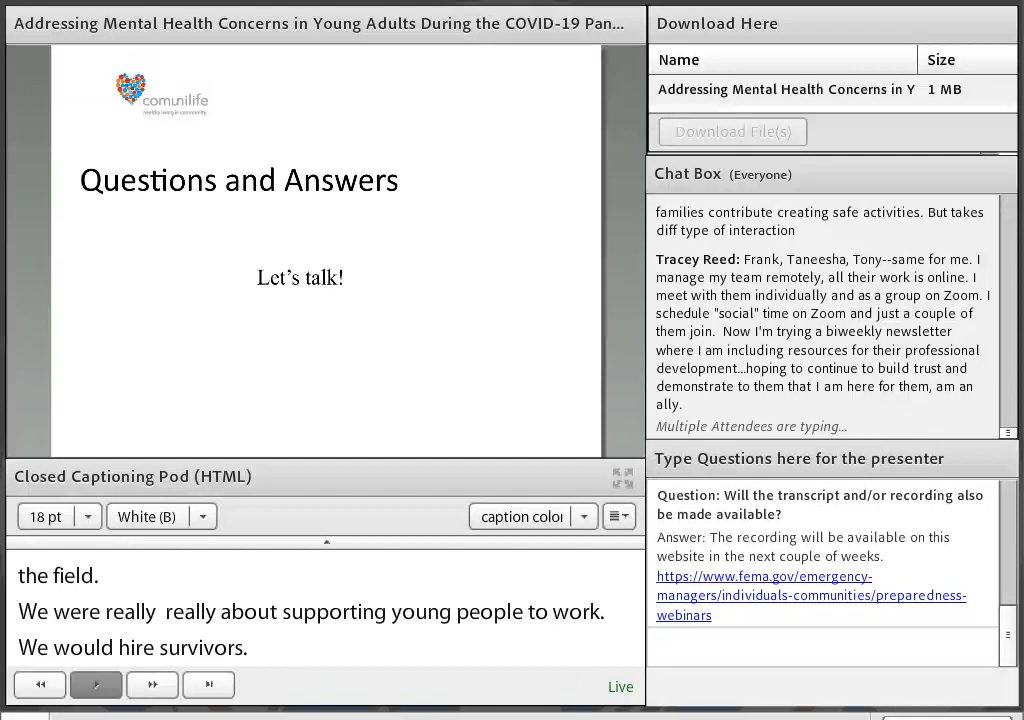 Addressing Mental Health Concerns in Young Adults During the COVID-19 Pan...
comunilife
healthy living in community
Questions and Answers
Let's talk!
Closed Captioning Pod (HTML)
18 pt
White (B)
caption color
the field.
We were really  really about supporting young people to work.
We would hire survivors.
Live
Download Here
Name
Size
Addressing Mental Health Concerns in Y
1 MB
Download File(s)
Chat Box (Everyone)
families contribute creating safe activities. But takes
diff type of interaction
Tracey Reed: Frank, Taneesha, Tony--same for me. I
manage my team remotely, all their work is online. I
meet with them individually and as a group on Zoom. I
schedule "social" time on Zoom and just a couple of
them join.  Now I'm trying a biweekly newsletter
where I am including resources for their professional
development...hoping to continue to build trust and
demonstrate to them that I am here for them, am an
ally.
Multiple Attendees are typing...
Type Questions here for the presenter
Question: Will the transcript and/or recording also
be made available?
Answer: The recording will be available on this
website in the next couple of weeks.
https://www.fema.gov/emergency-
managers/individuals-communities/preparedness-
webinars